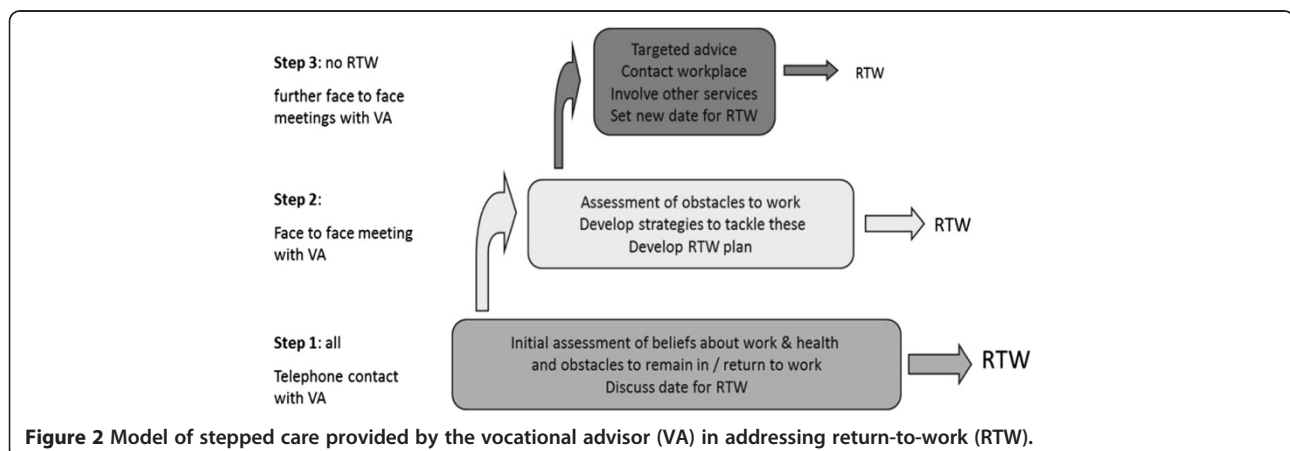 Step 3: no RTW
further face to face
meetings with VA
Targeted advice
Contact workplace
Involve other services
Set new date for RTW
RTW
Step 2:
Face to face meeting
with VA
Assessment of obstacles to work
Develop strategies to tackle these
Develop RTW plan
RTW
Step 1: all
Telephone contact
with VA
Initial assessment of beliefs about work & health
and obstacles to remain in / return to work
Discuss date for RTW
RTW
Figure 2 Model of stepped care provided by the vocational advisor (VA) in addressing return-to-work (RTW).